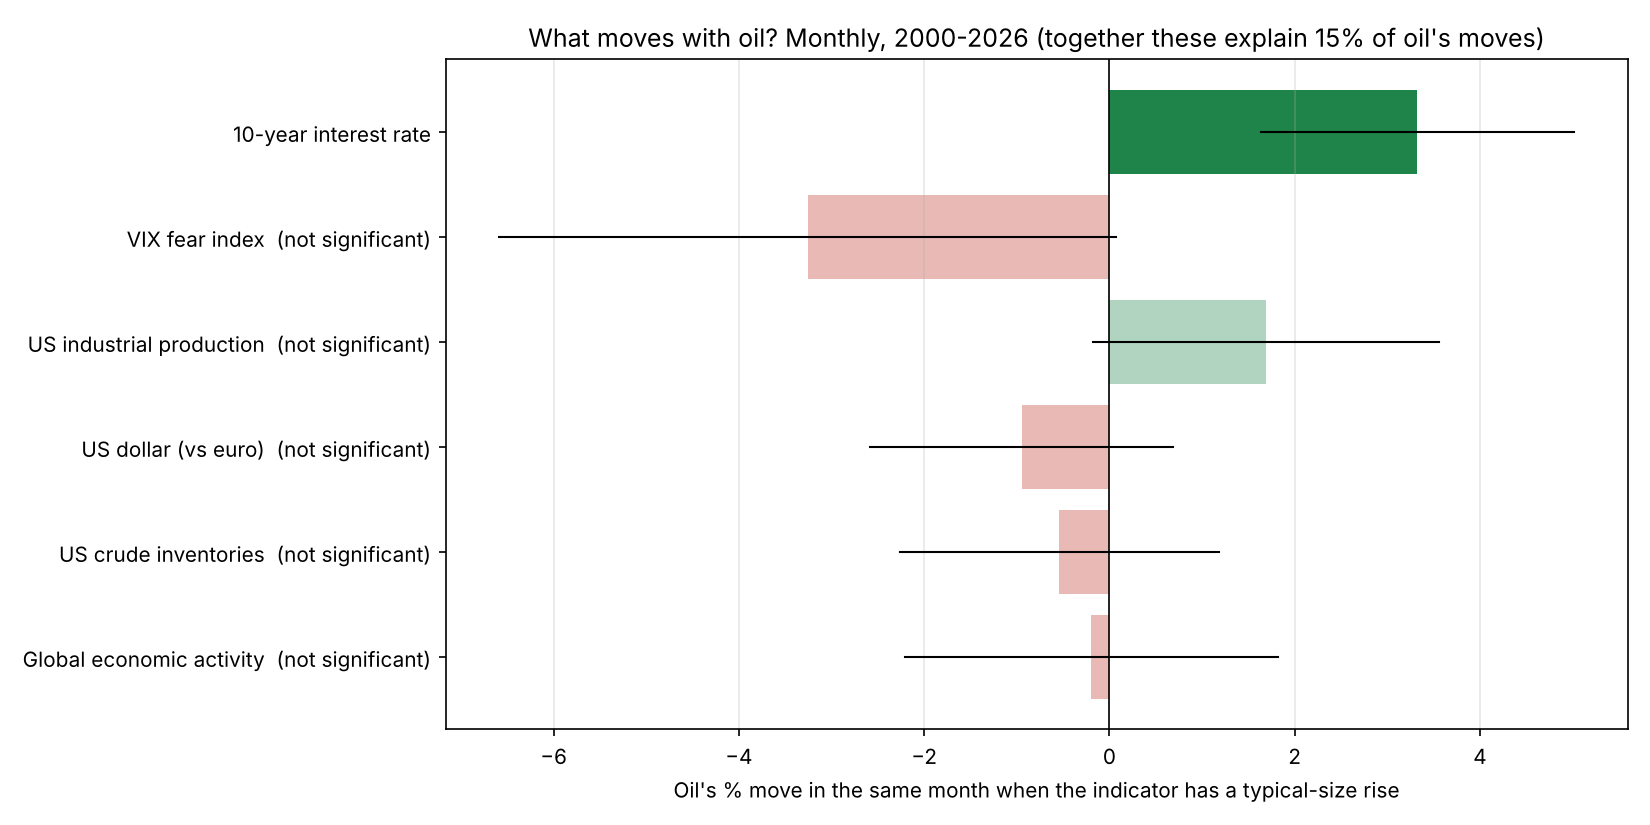 What moves with oil? Monthly, 2000-2026 (together these explain 15% of oil's moves)
10-year interest rate
VIX fear index  (not significant)
US industrial production  (not significant)
US dollar (vs euro)  (not significant)
US crude inventories  (not significant)
Global economic activity  (not significant)
−6 −4 −2 0 2 4
Oil's % move in the same month when the indicator has a typical-size rise